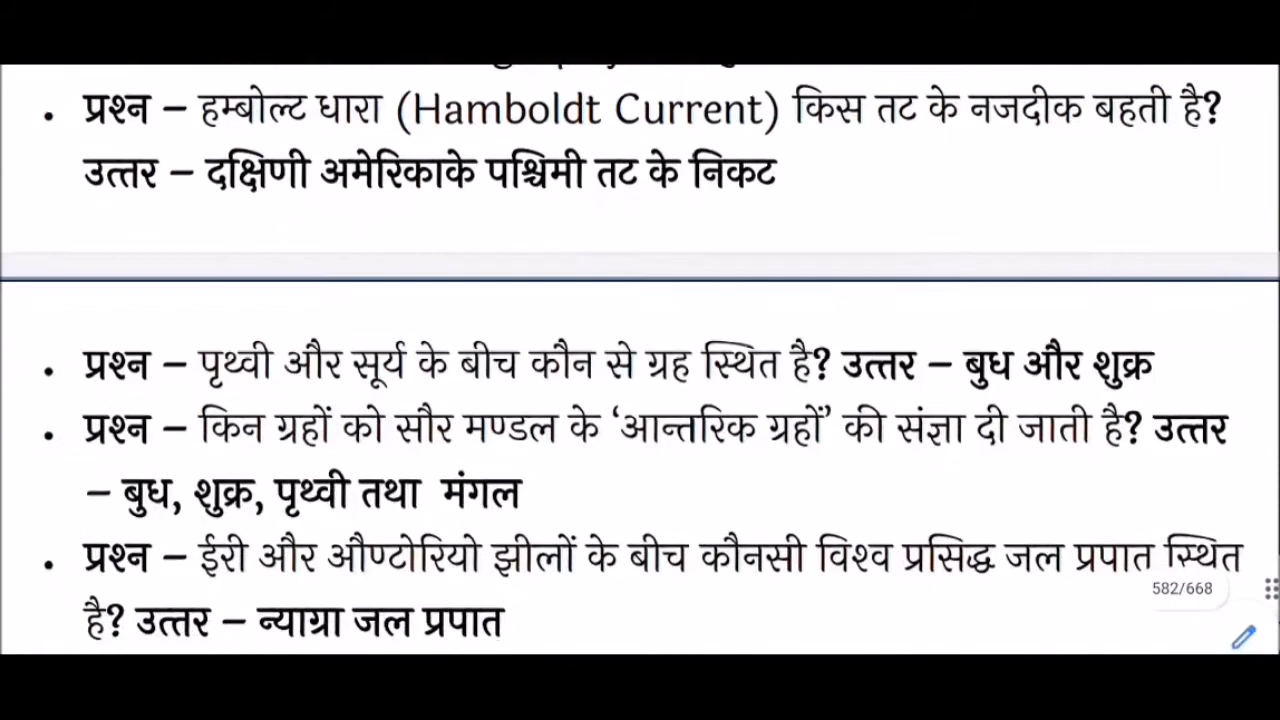 • प्रश्न – हम्बोल्ट धारा (Hamboldt Current) किस तट के नजदीक बहती है?
उत्तर – दक्षिणी अमेरिकाके पश्चिमी तट के निकट
• प्रश्न – पृथ्वी और सूर्य के बीच कौन से ग्रह स्थित है? उत्तर – बुध और शुक्र
• प्रश्न – किन ग्रहों को सौर मण्डल के ‘आन्तरिक ग्रहों’ की संज्ञा दी जाती है? उत्तर
– बुध, शुक्र, पृथ्वी तथा मंगल
• प्रश्न – ईरी और औण्टोरियो झीलों के बीच कौनसी विश्व प्रसिद्ध जल प्रपात स्थित
582/668
है? उत्तर – न्याग्रा जल प्रपात